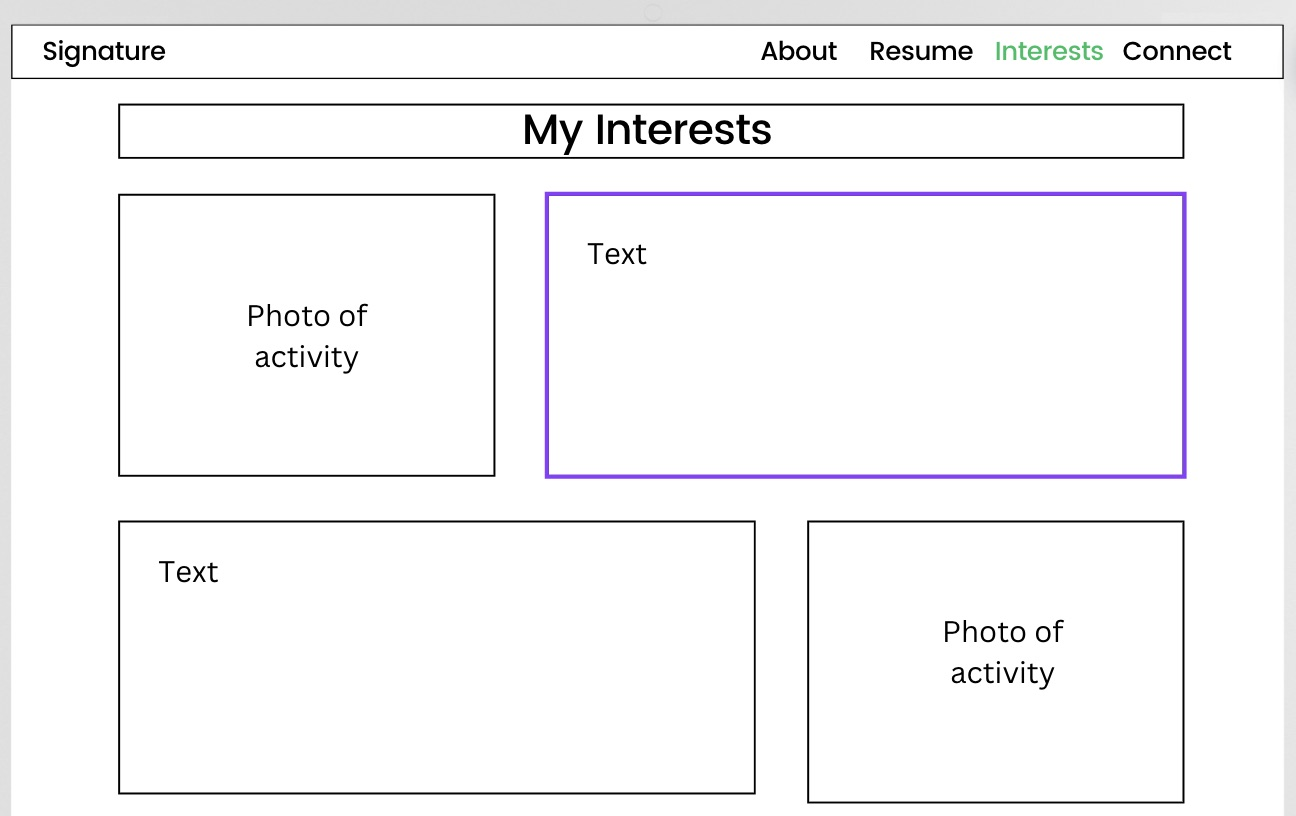 Signature About Resume Interests Connect
My Interests
Photo of
activity
Text
Text
Photo of
activity